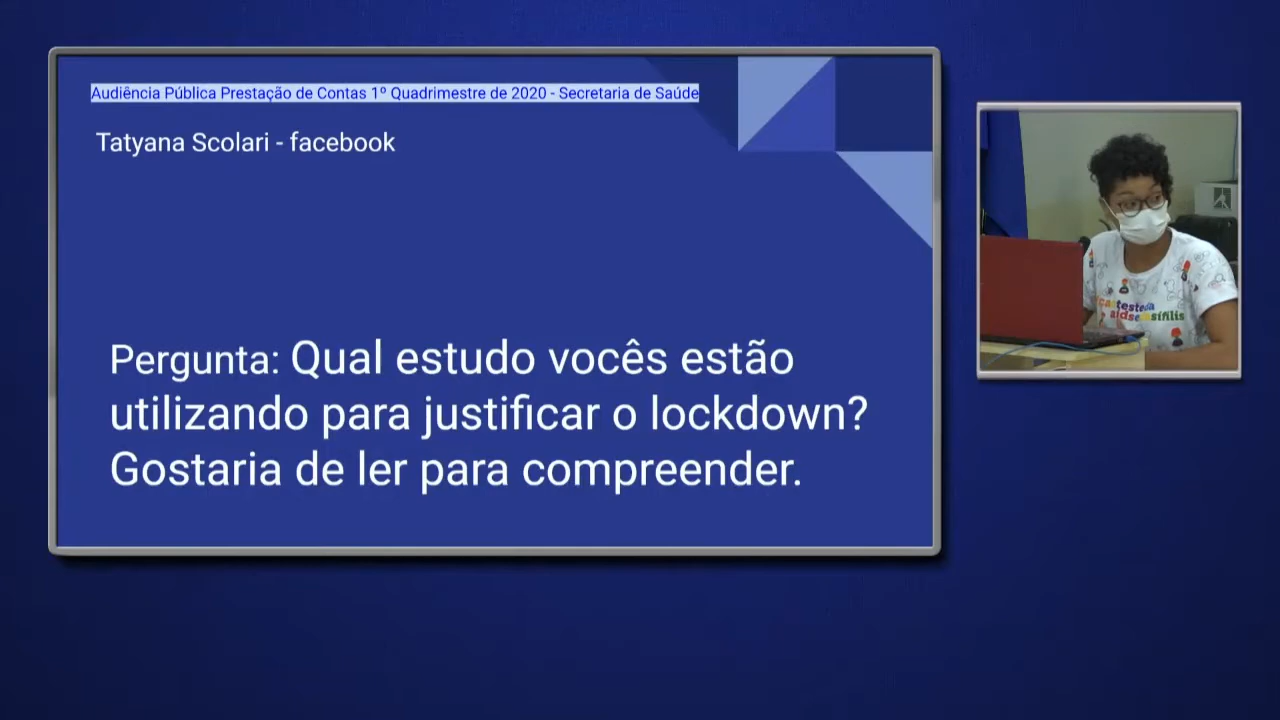 Audiência Pública Prestação de Contas 1º Quadrimestre de 2020 - Secretaria de Saúde
Tatyana Scolari - facebook
Pergunta: Qual estudo vocês estão
utilizando para justificar o lockdown?
Gostaria de ler para compreender.